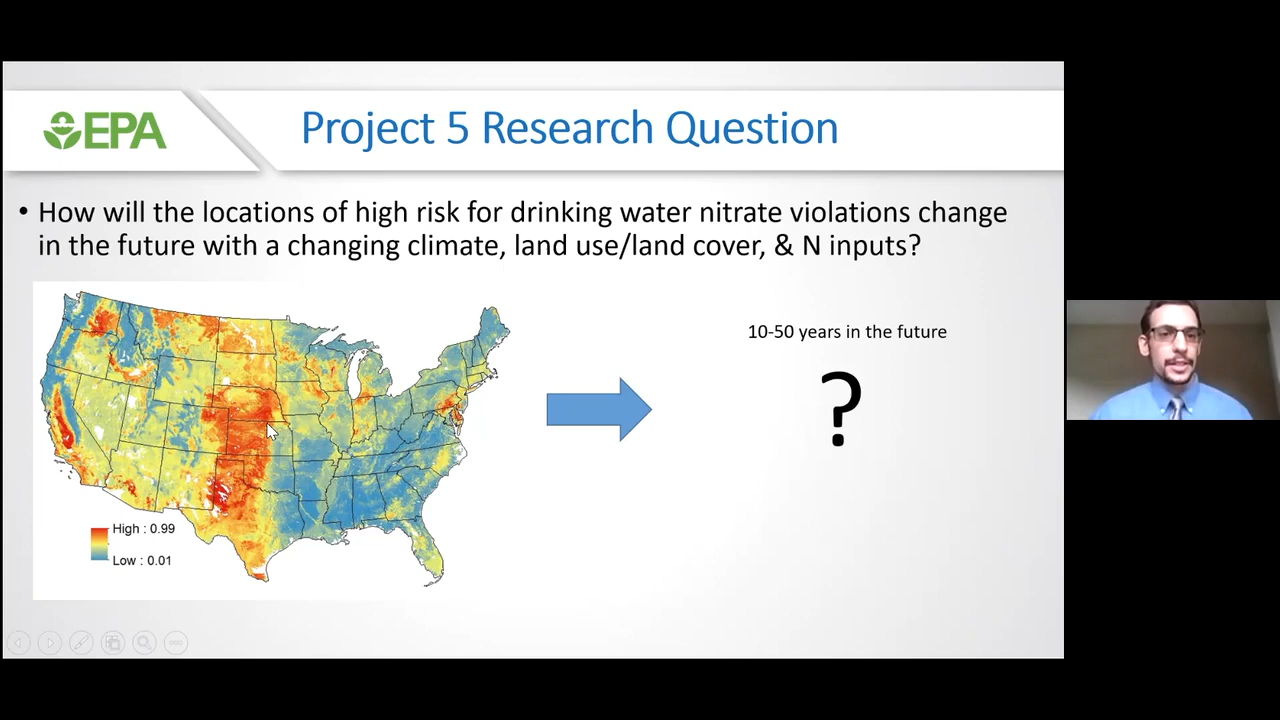 EPA
Project 5 Research Question
• How will the locations of high risk for drinking water nitrate violations change
in the future with a changing climate, land use/land cover, & N inputs?
10-50 years in the future
?
High : 0.99
Low : 0.01